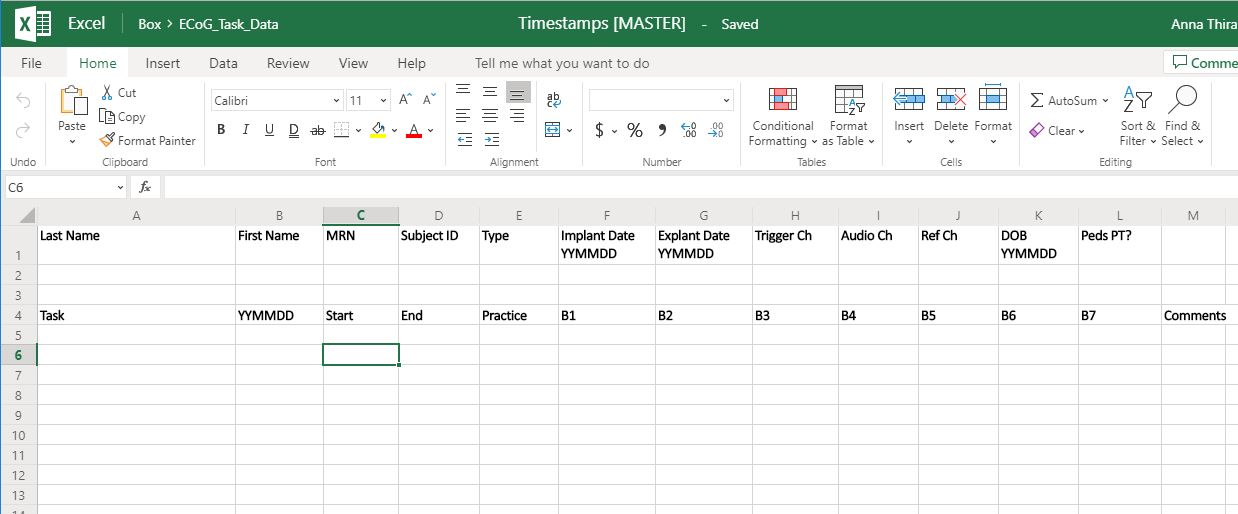 X Excel Box > ECoG_Task_Data Timestamps [MASTER] - Saved Anna Thira
File Home Insert Data Review View Help Tell me what you want to do Comme
Cut
Copy
Format Painter
Paste
Undo Clipboard
Calibri 11 A A
B I U D ab A
Font
ab
c
Alignment
$ % , .00 .00
Number
Conditional Formatting Format as Table
Tables
Insert Delete Format
Cells
AutoSum
Clear
Sort & Filter Find & Select
Editing
C6 fx
A B C D E F G H I J K L M
1 Last Name First Name MRN Subject ID Type Implant Date YYMMDD Explant Date YYMMDD Trigger Ch Audio Ch Ref Ch DOB YYMMDD Peds PT?
2
3
4 Task YYMMDD Start End Practice B1 B2 B3 B4 B5 B6 B7 Comments
5
6
7
8
9
10
11
12
13